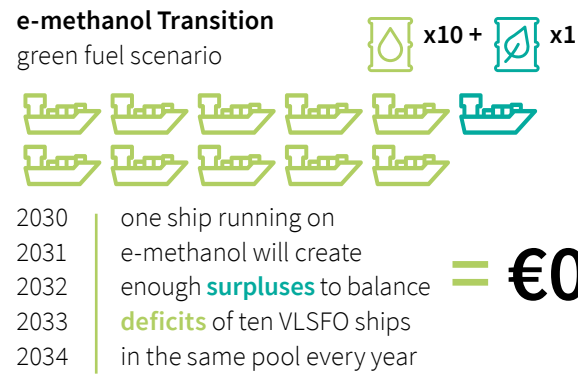 e-methanol Transition
green fuel scenario
x10 + x1
2030 one ship running on
2031 e-methanol will create
2032 enough surpluses to balance
2033 deficits of ten VLSFO ships
2034 in the same pool every year
= €0